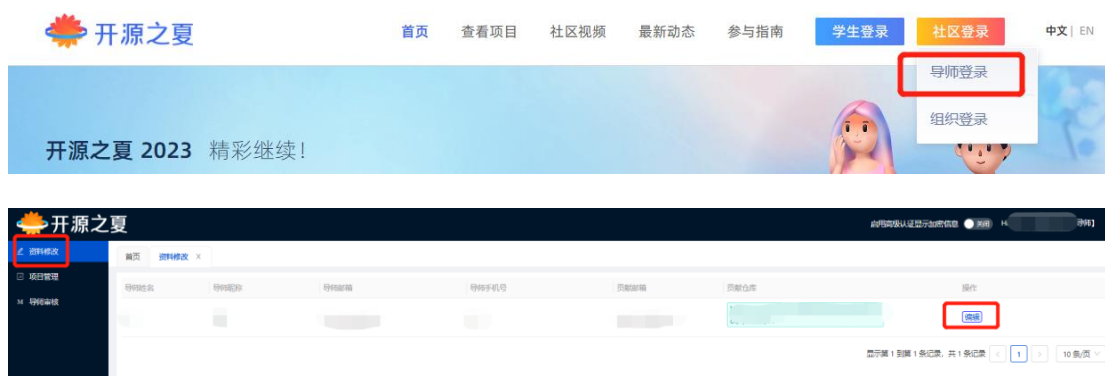 开源之夏 首页 查看项目 社区视频 最新动态 参与指南 学生登录 社区登录 中文 | EN
导师登录
组织登录
开源之夏 2023 精彩继续!
开源之夏 启用高级认证显示加密信息 关闭 Hi 导师】
资料修改 首页 资料修改 ×
项目管理 导师姓名 导师昵称 导师邮箱 导师手机号 贡献邮箱 贡献仓库 操作
导师审核
编辑
显示第 1 到第 1 条记录，共 1 条记录 < 1 > 10 条/页